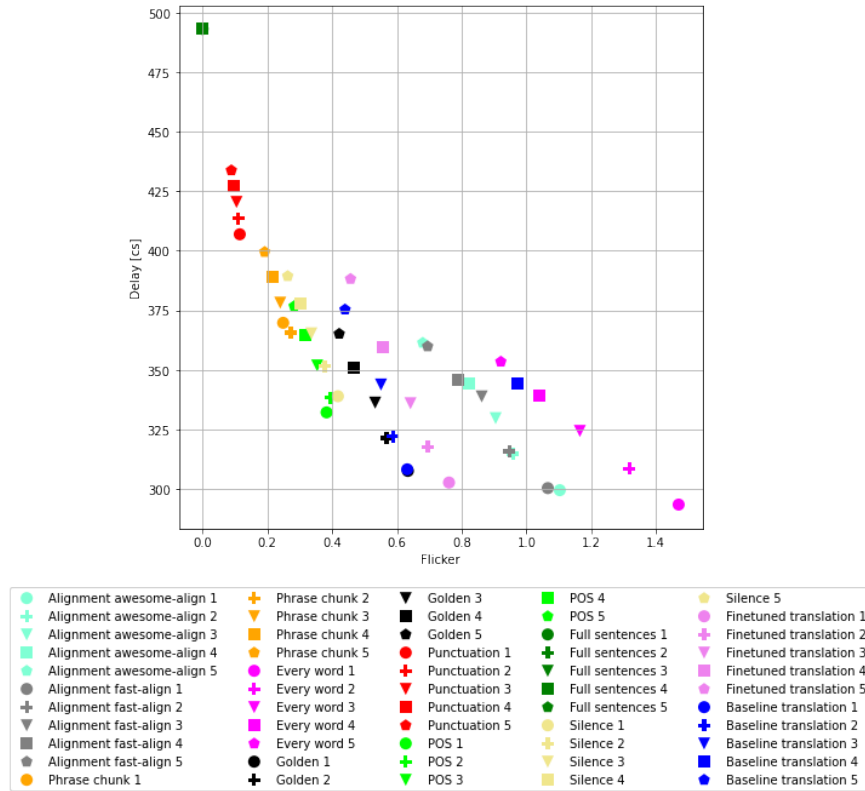 500
475
450
425
400
375
350
325
300
Delay [cs]
0.0 0.2 0.4 0.6 0.8 1.0 1.2 1.4
Flicker
Alignment awesome-align 1 Phrase chunk 2 Golden 3 POS 4 Silence 5
Alignment awesome-align 2 Phrase chunk 3 Golden 4 POS 5 Finetuned translation 1
Alignment awesome-align 3 Phrase chunk 4 Golden 5 Full sentences 1 Finetuned translation 2
Alignment awesome-align 4 Phrase chunk 5 Punctuation 1 Full sentences 2 Finetuned translation 3
Alignment awesome-align 5 Every word 1 Punctuation 2 Full sentences 3 Finetuned translation 4
Alignment fast-align 1 Every word 2 Punctuation 3 Full sentences 4 Finetuned translation 5
Alignment fast-align 2 Every word 3 Punctuation 4 Full sentences 5 Baseline translation 1
Alignment fast-align 3 Every word 4 Punctuation 5 Silence 1 Baseline translation 2
Alignment fast-align 4 Every word 5 POS 1 Silence 2 Baseline translation 3
Alignment fast-align 5 Golden 1 POS 2 Silence 3 Baseline translation 4
Phrase chunk 1 Golden 2 POS 3 Silence 4 Baseline translation 5